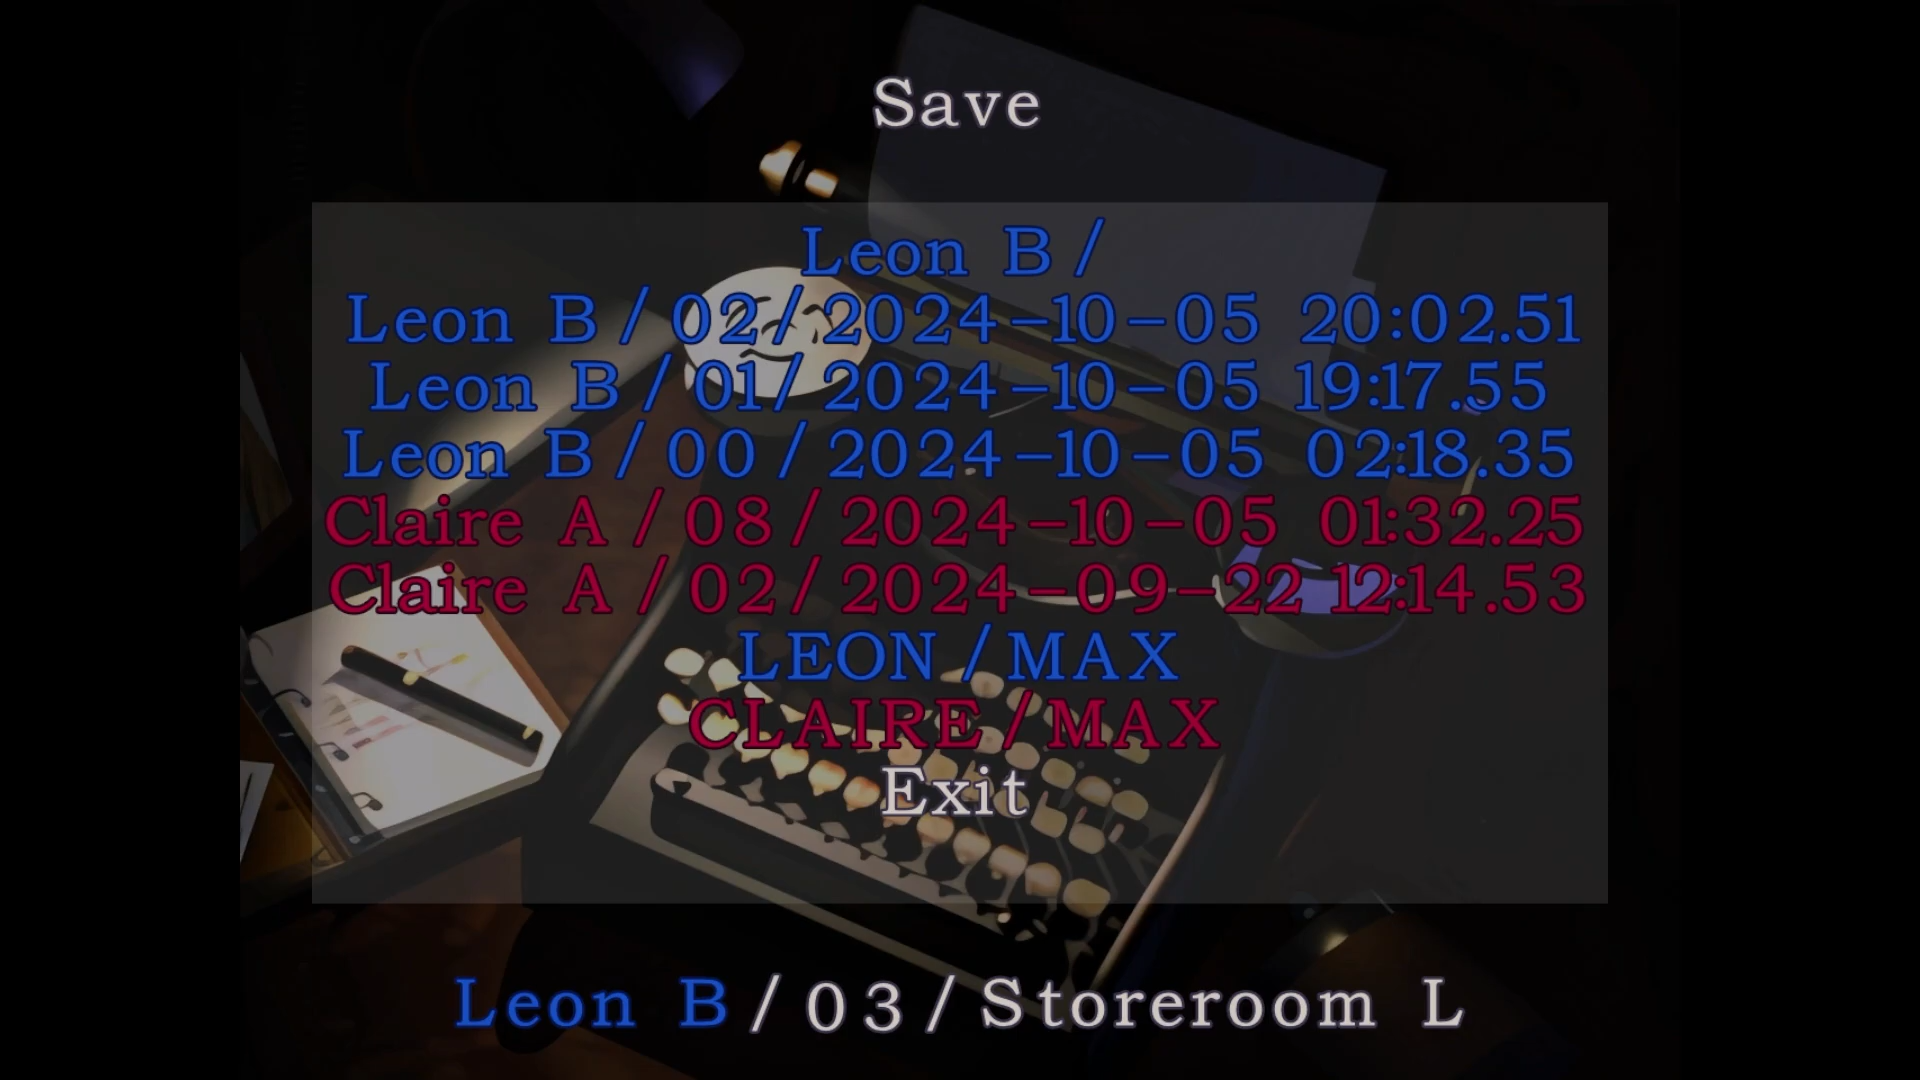 Save
Leon B /
Leon B / 02 / 2024-10-05 20:02.51
Leon B / 01 / 2024-10-05 19:17.55
Leon B / 00 / 2024-10-05 02:18.35
Claire A / 08 / 2024-10-05 01:32.25
Claire A / 02 / 2024-09-22 12:14.53
LEON / MAX
CLAIRE / MAX
Exit
Leon B / 03 / Storeroom L